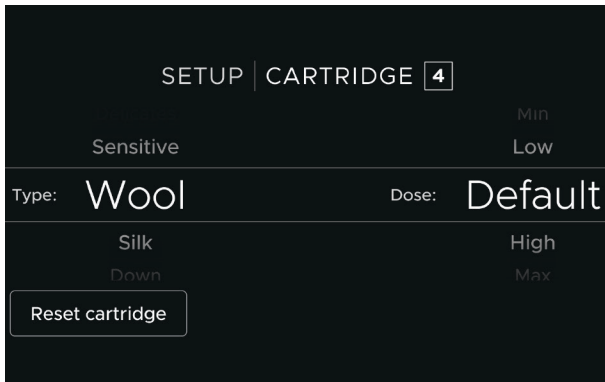 SETUP | CARTRIDGE 4
Min
Sensitive Low
Type: Wool Dose: Default
Silk High
Down Max
Reset cartridge